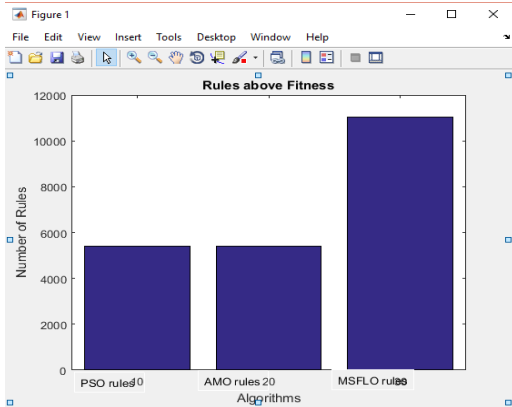 Figure 1
File Edit View Insert Tools Desktop Window Help
Rules above Fitness
12000
10000
8000
6000
4000
2000
0
Number of Rules
PSO rules 10 AMO rules 20 MSFLO rules
Algorithms